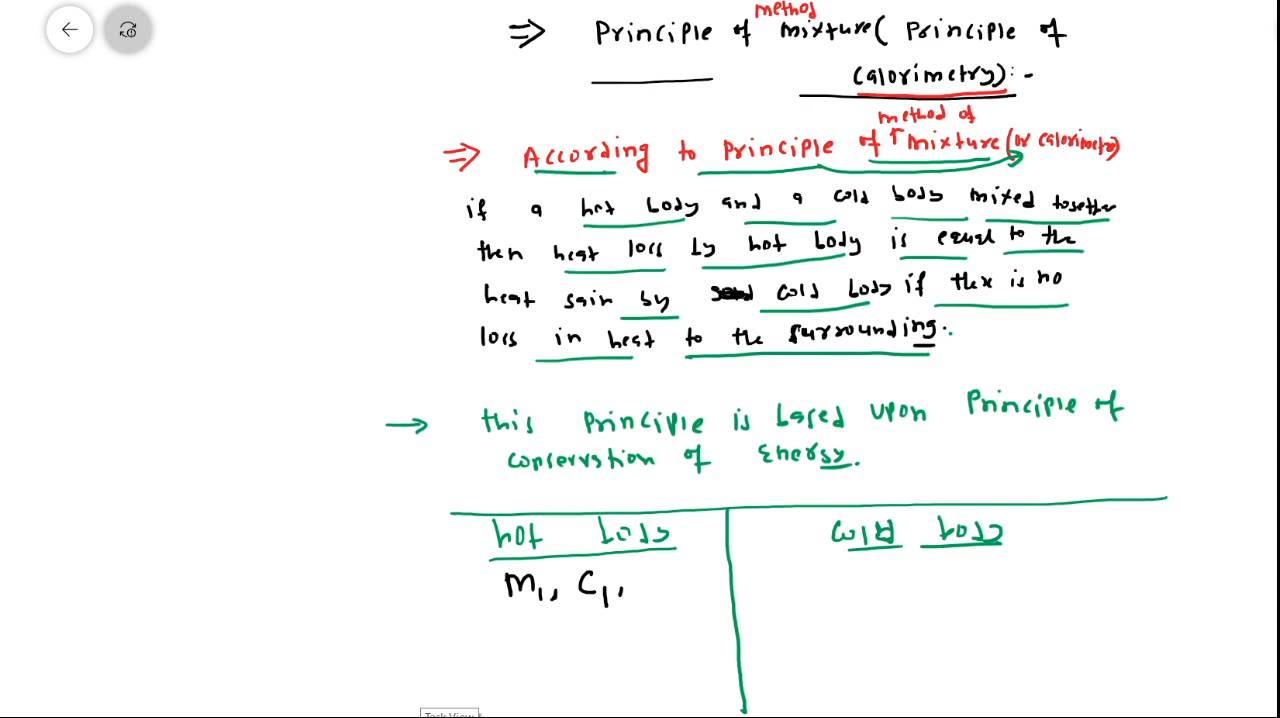 method
⇒ Principle of mixture( Principle of
Calorimetry): -
method of
⇒ According to Principle of ↑ mixture (or calorimetry)
if a hot body and a cold body mixed together
then heat loss by hot body is equal to the
heat gain by cold body if there is no
loss in heat to the surrounding.
→ this Principle is based upon Principle of
conservation of Energy.
hot body
cold body
M₁, C₁,
Task View